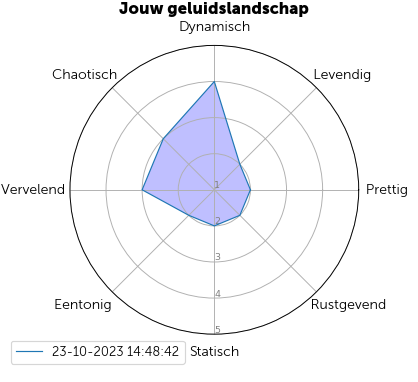 Jouw geluidslandschap
Dynamisch
Chaotisch
Levendig
Vervelend
1
Prettig
2
3
4
Eentonig
Rustgevend
5
23-10-2023 14:48:42
Statisch